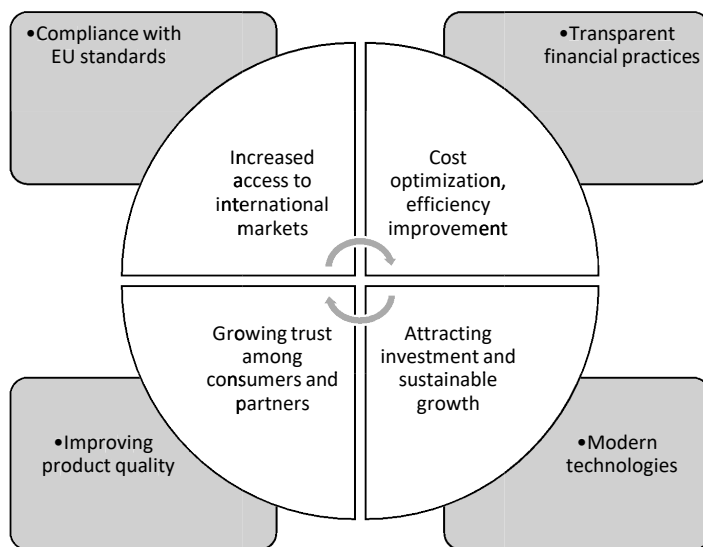 •Compliance with
EU standards
•Transparent
financial practices
Increased
access to
international
markets
Cost
optimization,
efficiency
improvement
Growing trust
among
consumers and
partners
Attracting
investment and
sustainable
growth
•Improving
product quality
•Modern
technologies